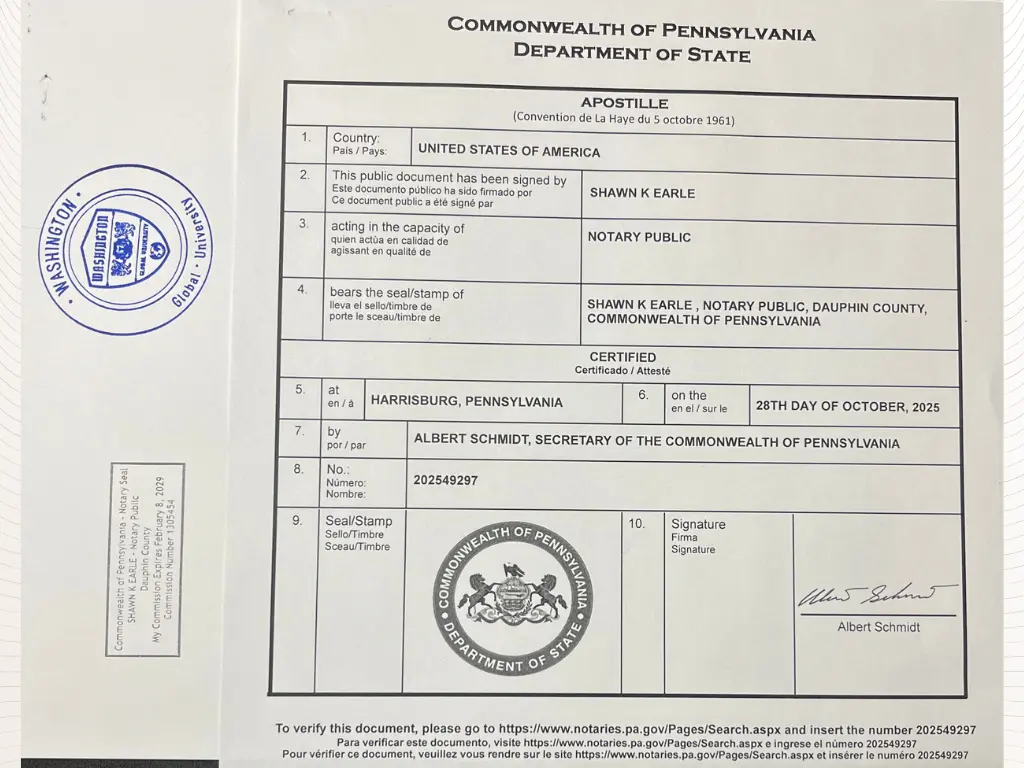 COMMONWEALTH OF PENNSYLVANIA
DEPARTMENT OF STATE
APOSTILLE
(Convention de La Haye du 5 octobre 1961)
1.
Country:
País / Pays:
UNITED STATES OF AMERICA
2.
This public document has been signed by
Este documento público ha sido firmado por
Ce document public a été signé par
SHAWN K EARLE
3.
acting in the capacity of
quien actùa en calidad de
agissant en qualité de
NOTARY PUBLIC
4.
bears the seal/stamp of
lleva el sello/timbre de
porte le sceau/timbre de
SHAWN K EARLE , NOTARY PUBLIC, DAUPHIN COUNTY,
COMMONWEALTH OF PENNSYLVANIA
CERTIFIED
Certificado / Attesté
5.
at
en / à
HARRISBURG, PENNSYLVANIA
6.
on the
en el / sur le
28TH DAY OF OCTOBER, 2025
7.
by
por / par
ALBERT SCHMIDT, SECRETARY OF THE COMMONWEALTH OF PENNSYLVANIA
8.
No.:
Número:
Nombre:
202549297
9.
Seal/Stamp
Sello/Timbre
Sceau/Timbre
COMMONWEALTH OF PENNSYLVANIA
DEPARTMENT OF STATE
10.
Signature
Firma
Signature
Albert Schmidt
To verify this document, please go to https://www.notaries.pa.gov/Pages/Search.aspx and insert the number 202549297
Para verificar este documento, visite https://www.notaries.pa.gov/Pages/Search.aspx e ingrese el número 202549297
Pour vérifier ce document, veuillez vous rendre sur le site https://www.notaries.pa.gov/Pages/Search.aspx et insérer le número 202549297
WASHINGTON
Global · University
WASHINGTON
GLOBAL UNIVERSITY
Commonwealth of Pennsylvania - Notary Seal
SHAWN K EARLE - Notary Public
Dauphin County
My Commission Expires February 8, 2029
Commission Number 1305454